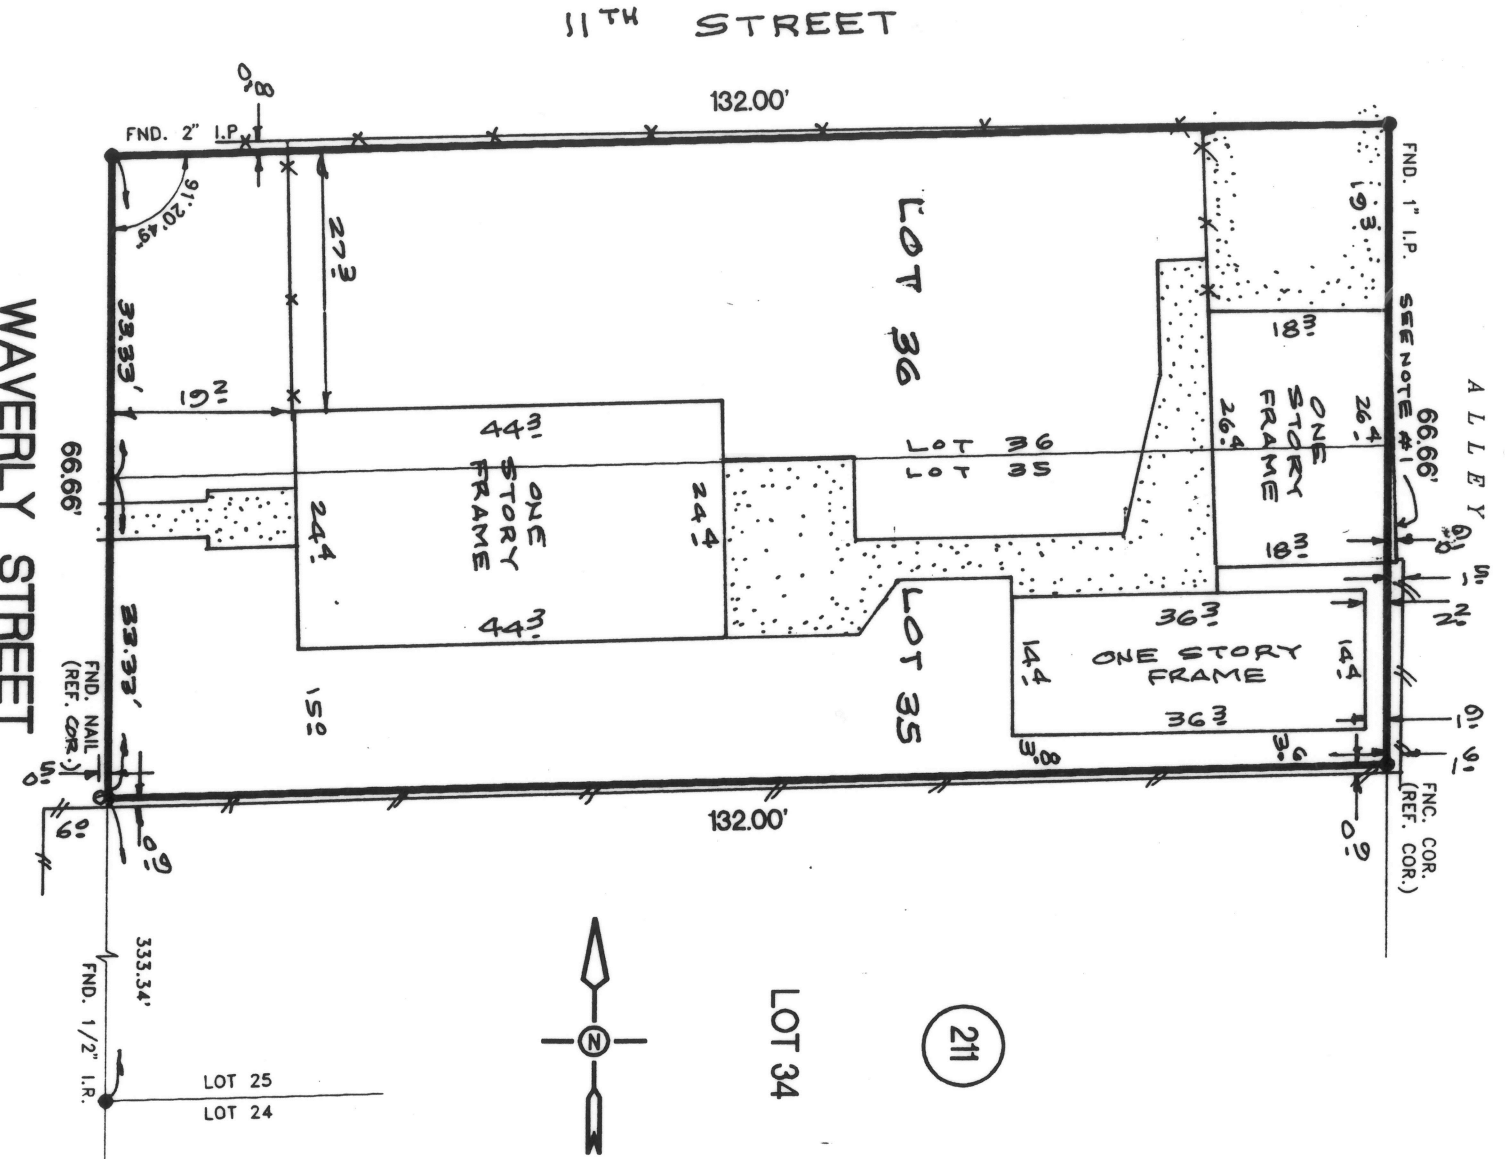 11TH STREET
132.00'
0.8
FND. 2" I.P.
91°20'49"
27.3
LOT 36
19.3
FND. 1" I.P.
SEE NOTE #1
ALLEY
66.66'
18.3
ONE
STORY
FRAME
26.4
26.4
18.3
33.33'
19.2
44.3
ONE
STORY
FRAME
24.4
24.4
44.3
LOT 36
LOT 35
WAVERLY STREET
66.66'
33.33'
FND. NAIL
(REF. COR.)
15.0
LOT 35
36.3
ONE STORY
FRAME
14.4
14.4
36.3
3.8
3.6
2.2
1.9
1.6
0.5
6.0
0.9
132.00'
0.9
FNC. COR.
(REF. COR.)
333.34'
FND. 1/2" I.R.
LOT 25
LOT 24
N
LOT 34
211